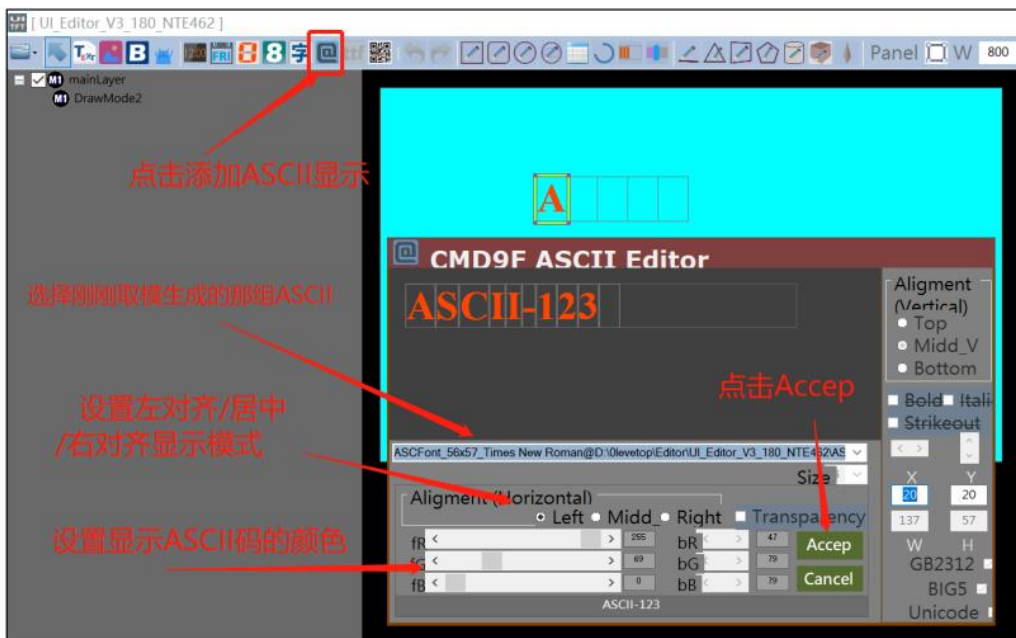 [ UI_Editor_V3_180_NTE462 ]
Panel W 800
mainLayer
DrawMode2
点击添加ASCII显示
A
CMD9F ASCII Editor
ASCII-123
选择刚刚取模生成的那组ASCII
Aligment
(Vertical)
Top
Midd_V
Bottom
点击Accep
设置左对齐/居中
/右对齐显示模式
Bold Itali
Strikeout
ASCFont_56x57_Times New Roman@D:\0levetop\Editor\UI_Editor_V3_180_NTE462\AS
Size
X Y
20 20
137 57
W H
Aligment (Horizontal)
Left Midd_ Right Transparency
设置显示ASCII码的颜色
fR 255 bR 47 Accep
fG 69 bG 79
fB 0 bB 79 Cancel
ASCII-123
GB2312
BIG5
Unicode